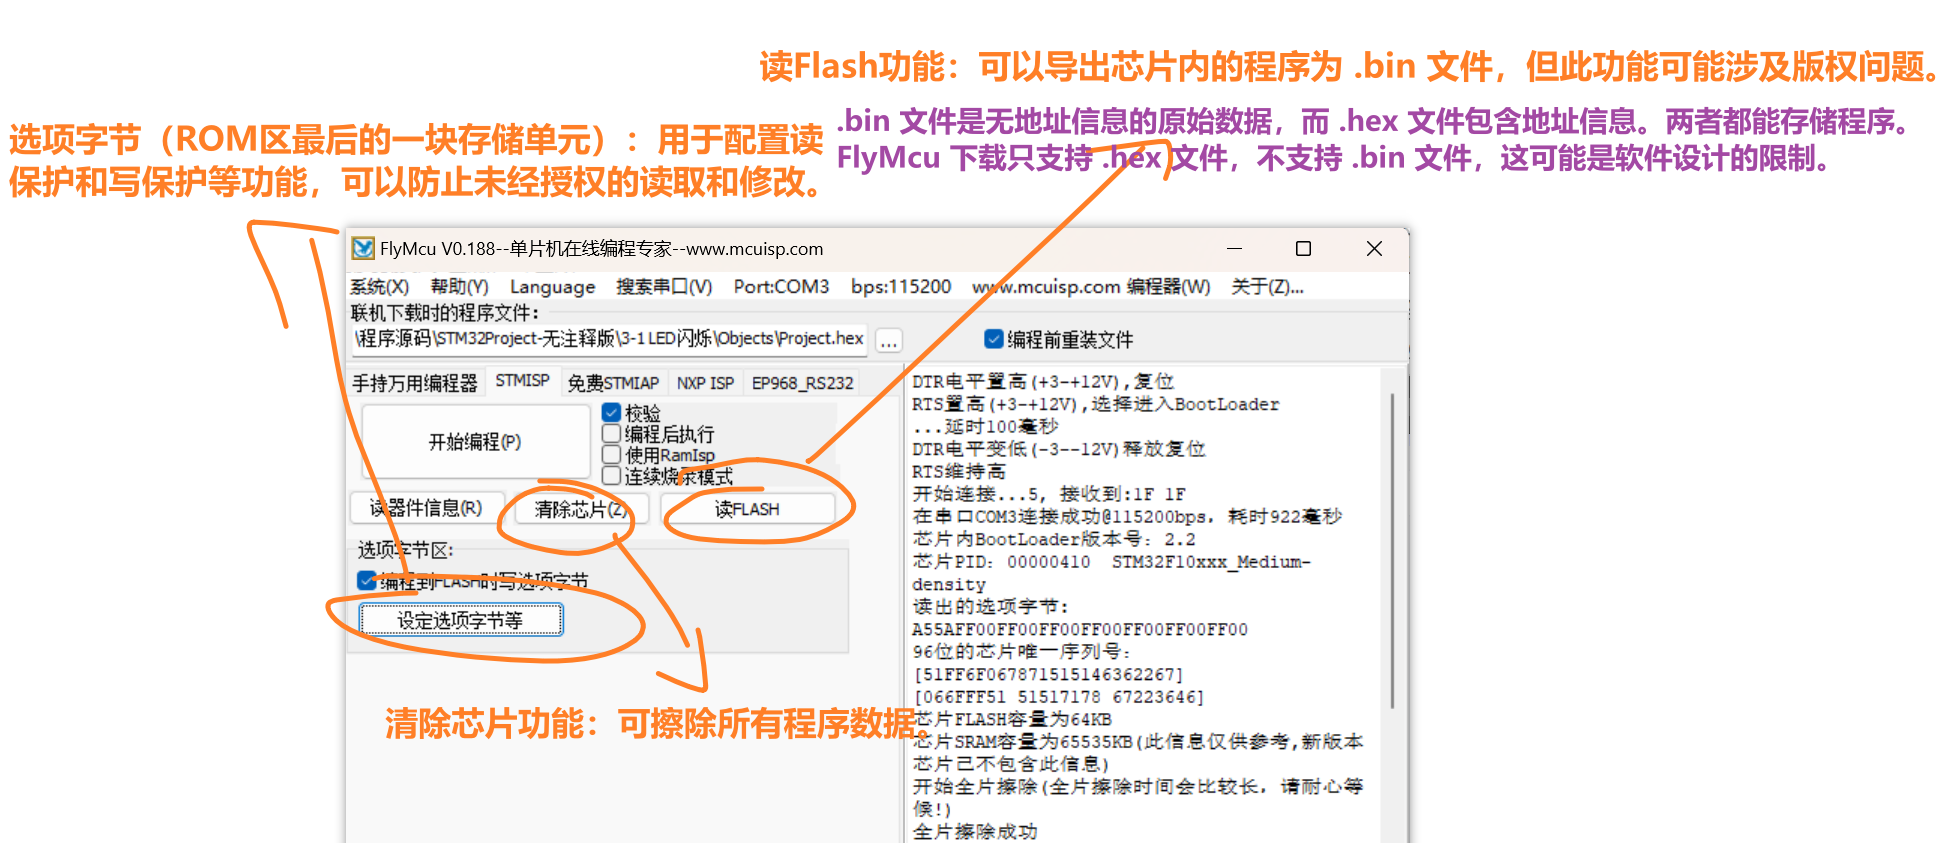 读Flash功能：可以导出芯片内的程序为 .bin 文件，但此功能可能涉及版权问题。
.bin 文件是无地址信息的原始数据，而 .hex 文件包含地址信息。两者都能存储程序。
FlyMcu 下载只支持 .hex 文件，不支持 .bin 文件，这可能是软件设计的限制。
选项字节（ROM区最后的一块存储单元）：用于配置读
保护和写保护等功能，可以防止未经授权的读取和修改。
FlyMcu V0.188--单片机在线编程专家--www.mcuisp.com
系统(X) 帮助(Y) Language 搜索串口(V) Port:COM3 bps:115200 www.mcuisp.com 编程器(W) 关于(Z)...
联机下载时的程序文件：
\程序源码\STM32Project-无注释版\3-1 LED闪烁\Objects\Project.hex ... 编程前重装文件
手持万用编程器 STMISP 免费STMIAP NXP ISP EP968_RS232
开始编程(P)
校验
编程后执行
使用RamIsp
连续烧录模式
读器件信息(R) 清除芯片(Z) 读FLASH
选项字节区:
编程到FLASH时写选项字节
设定选项字节等
清除芯片功能：可擦除所有程序数据。
DTR电平置高(+3-+12V),复位
RTS置高(+3-+12V),选择进入BootLoader
...延时100毫秒
DTR电平变低(-3--12V)释放复位
RTS维持高
开始连接...5, 接收到:1F 1F
在串口COM3连接成功@115200bps, 耗时922毫秒
芯片内BootLoader版本号: 2.2
芯片PID: 00000410 STM32F10xxx_Medium-
density
读出的选项字节:
A55AFF00FF00FF00FF00FF00FF00FF00
96位的芯片唯一序列号:
[51FF6F067871515146362267]
[066FFF51 51517178 67223646]
芯片FLASH容量为64KB
芯片SRAM容量为65535KB(此信息仅供参考,新版本
芯片已不包含此信息)
开始全片擦除(全片擦除时间会比较长, 请耐心等
候!)
全片擦除成功